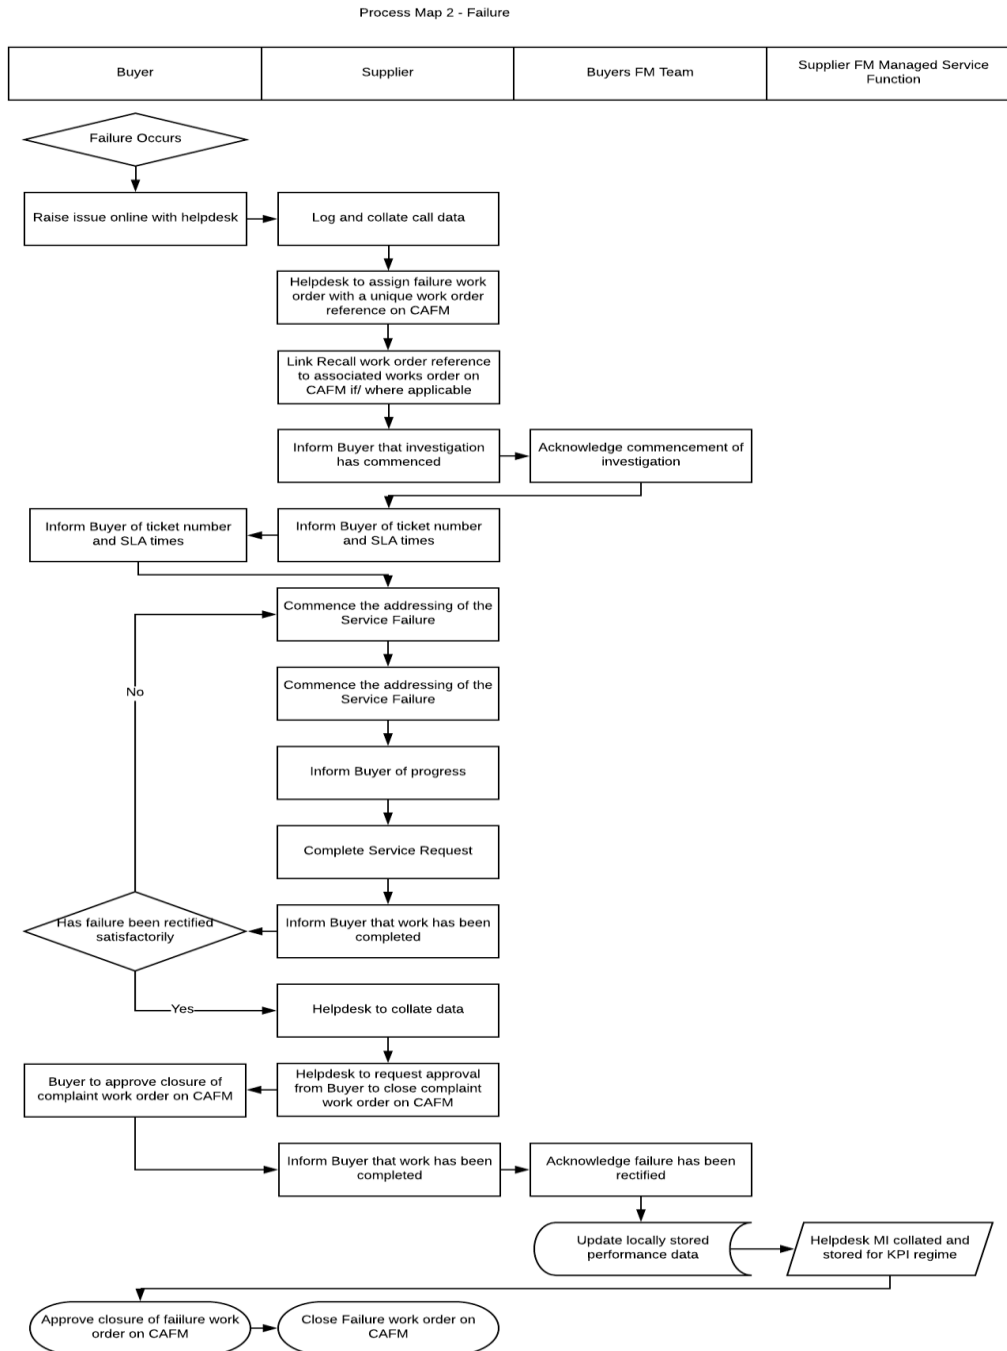 Process Map 2 - Failure
Buyer
Supplier
Buyers FM Team
Supplier FM Managed Service
Function
Failure Occurs
Raise issue online with helpdesk
Log and collate call data
Helpdesk to assign failure work
order with a unique work order
reference on CAFM
Link Recall work order reference
to associated works order on
CAFM if/ where applicable
Inform Buyer that investigation
has commenced
Acknowledge commencement of
investigation
Inform Buyer of ticket number
and SLA times
Inform Buyer of ticket number
and SLA times
Commence the addressing of the
Service Failure
No
Commence the addressing of the
Service Failure
Inform Buyer of progress
Complete Service Request
Has failure been rectified
satisfactorily
Inform Buyer that work has been
completed
Yes
Helpdesk to collate data
Buyer to approve closure of
complaint work order on CAFM
Helpdesk to request approval
from Buyer to close complaint
work order on CAFM
Inform Buyer that work has been
completed
Acknowledge failure has been
rectified
Update locally stored
performance data
Helpdesk MI collated and
stored for KPI regime
Approve closure of faiilure work
order on CAFM
Close Failure work order on
CAFM